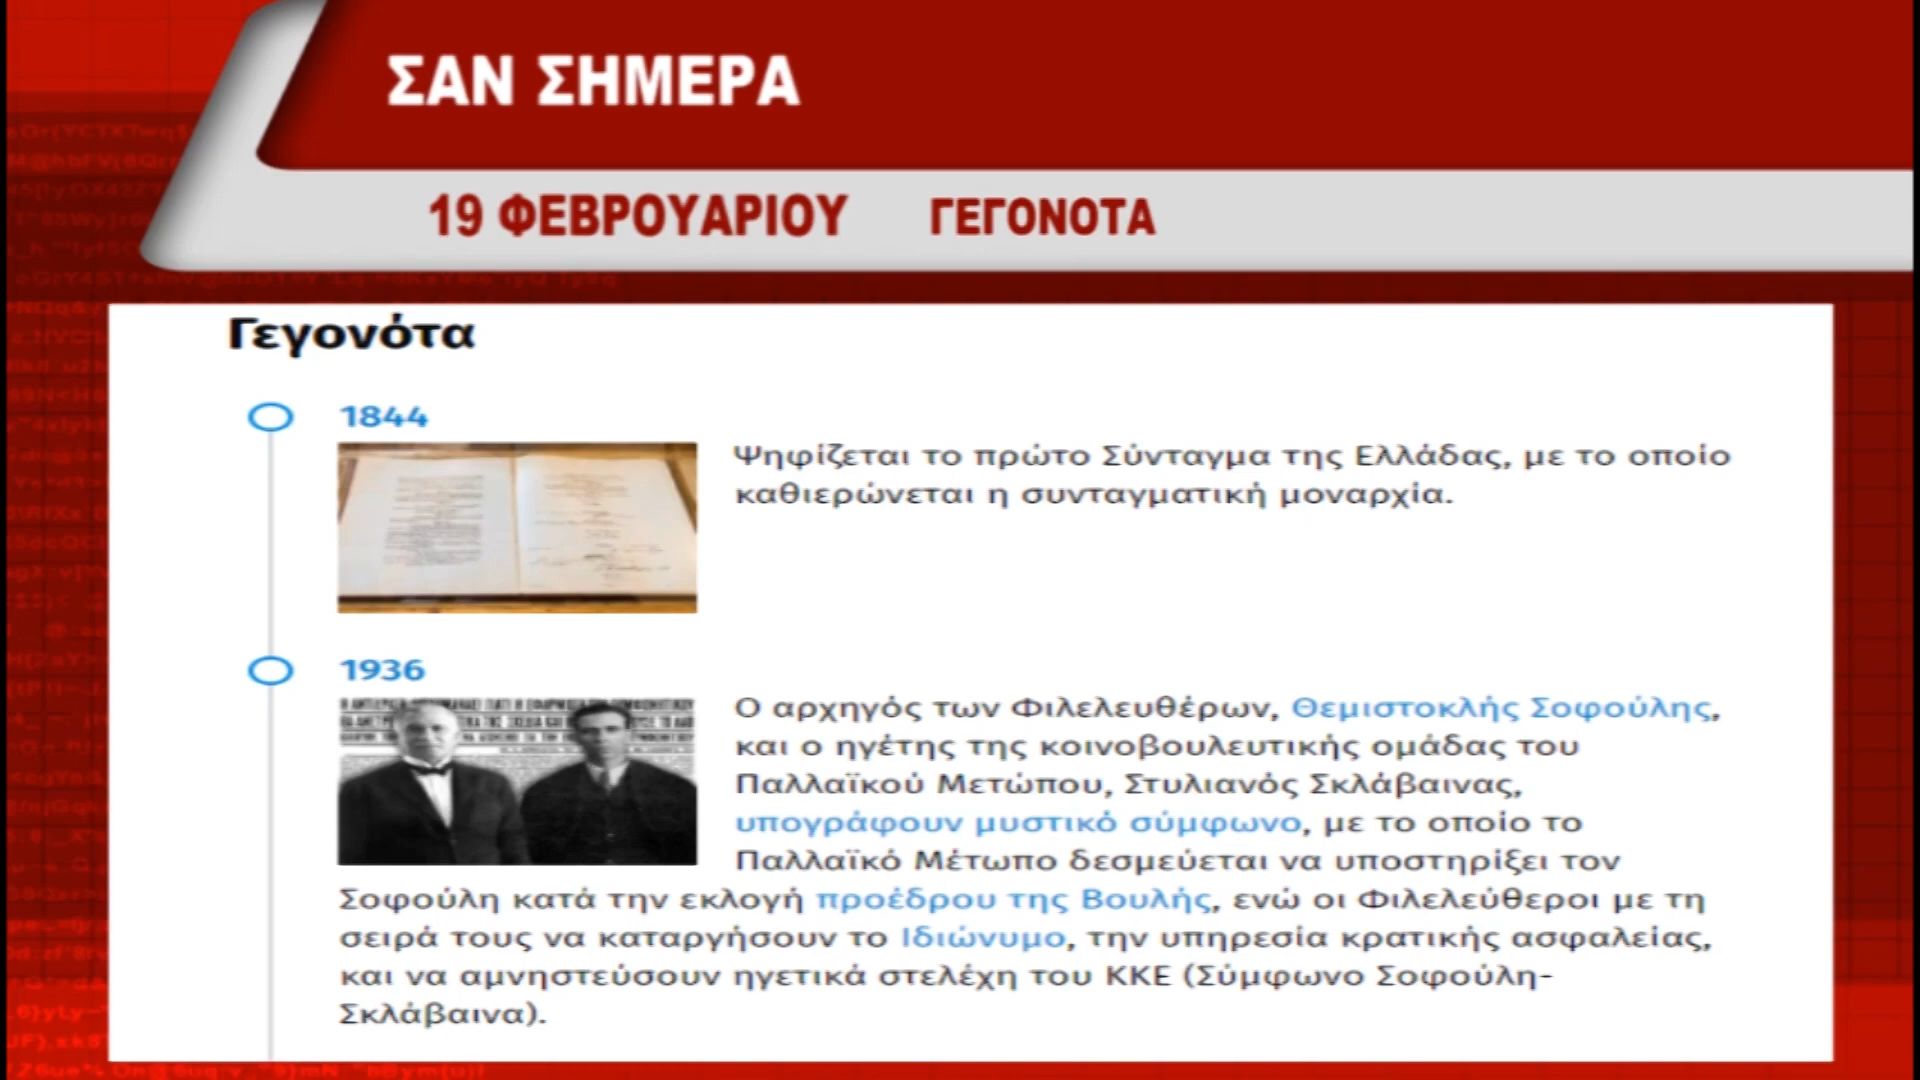 ΣΑΝ ΣΗΜΕΡΑ
19 ΦΕΒΡΟΥΑΡΙΟΥ ΓΕΓΟΝΟΤΑ
Γεγονότα
1844
Ψηφίζεται το πρώτο Σύνταγμα της Ελλάδας, με το οποίο
καθιερώνεται η συνταγματική μοναρχία.
1936
Ο αρχηγός των Φιλελευθέρων, Θεμιστοκλής Σοφούλης,
και ο ηγέτης της κοινοβουλευτικής ομάδας του
Παλλαϊκού Μετώπου, Στυλιανός Σκλάβαινας,
υπογράφουν μυστικό σύμφωνο, με το οποίο το
Παλλαϊκό Μέτωπο δεσμεύεται να υποστηρίξει τον
Σοφούλη κατά την εκλογή προέδρου της Βουλής, ενώ οι Φιλελεύθεροι με τη
σειρά τους να καταργήσουν το Ιδιώνυμο, την υπηρεσία κρατικής ασφαλείας,
και να αμνηστεύσουν ηγετικά στελέχη του ΚΚΕ (Σύμφωνο Σοφούλη-
Σκλάβαινα).